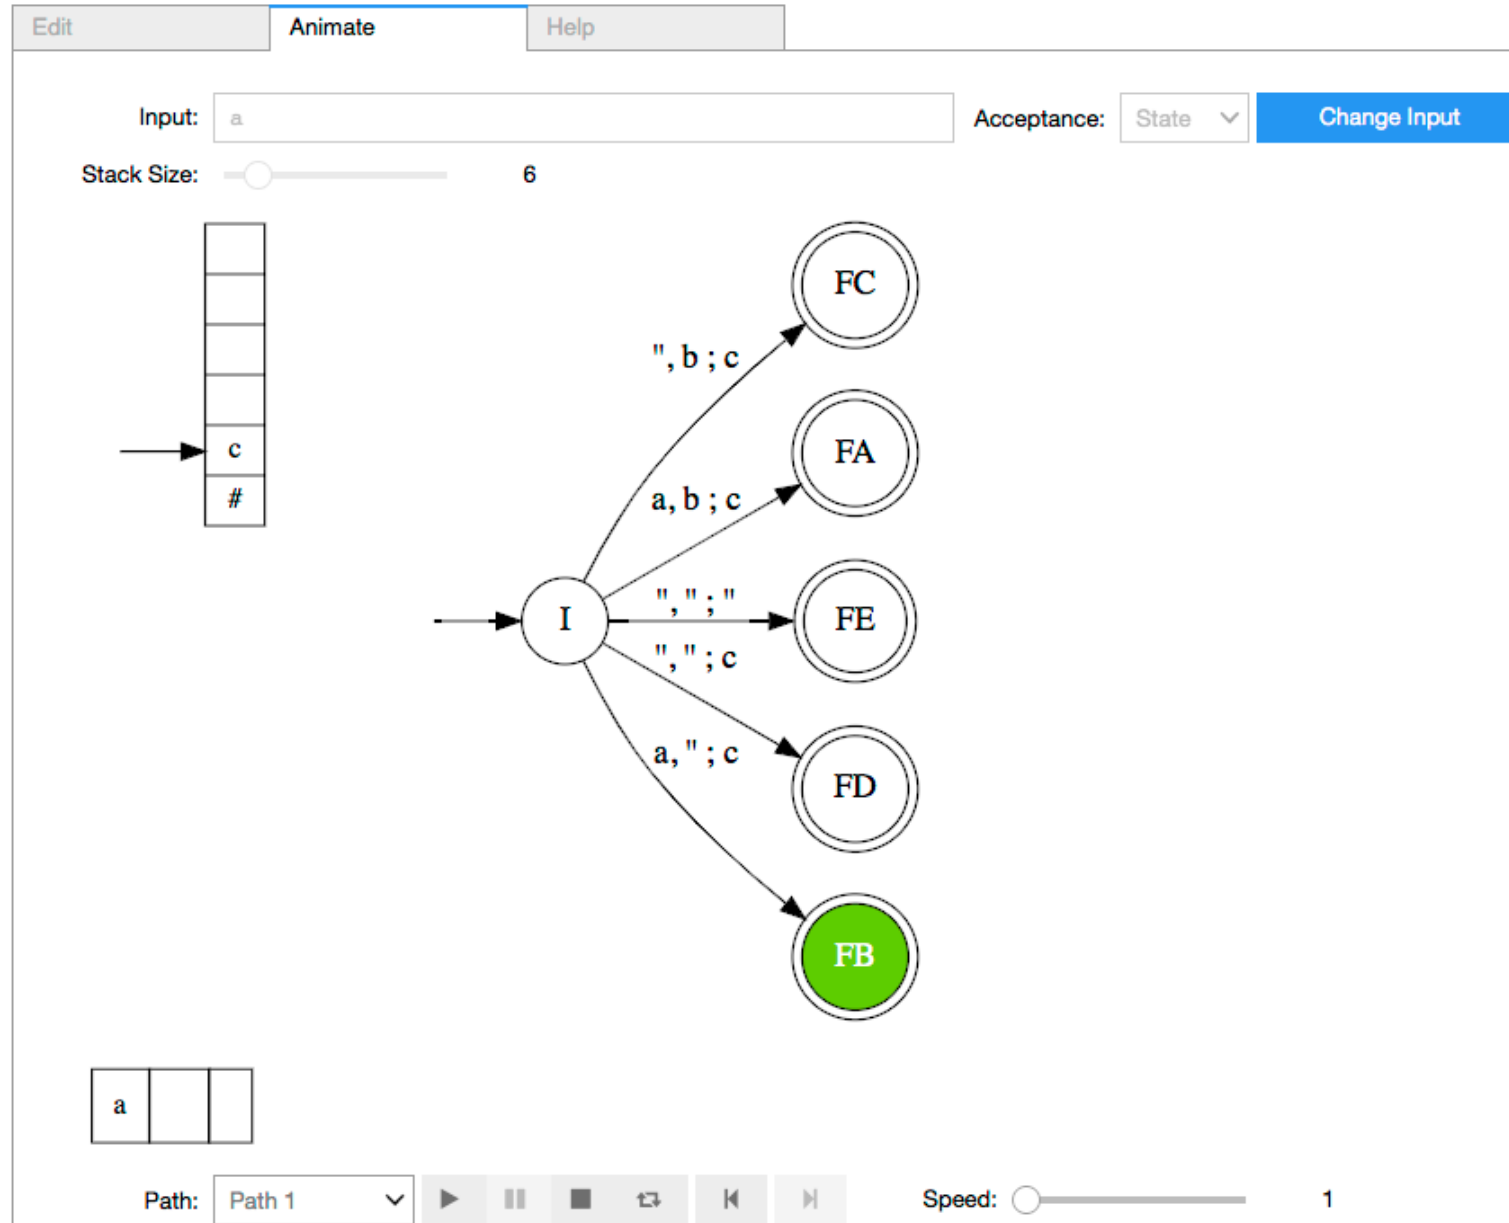 Edit Animate Help
Input: a Acceptance: State Change Input
Stack Size: 6
FC
", b ; c
c
FA
#
a, b ; c
", " ; "
I
FE
", " ; c
a, " ; c
FD
FB
a
Path: Path 1 Speed: 1